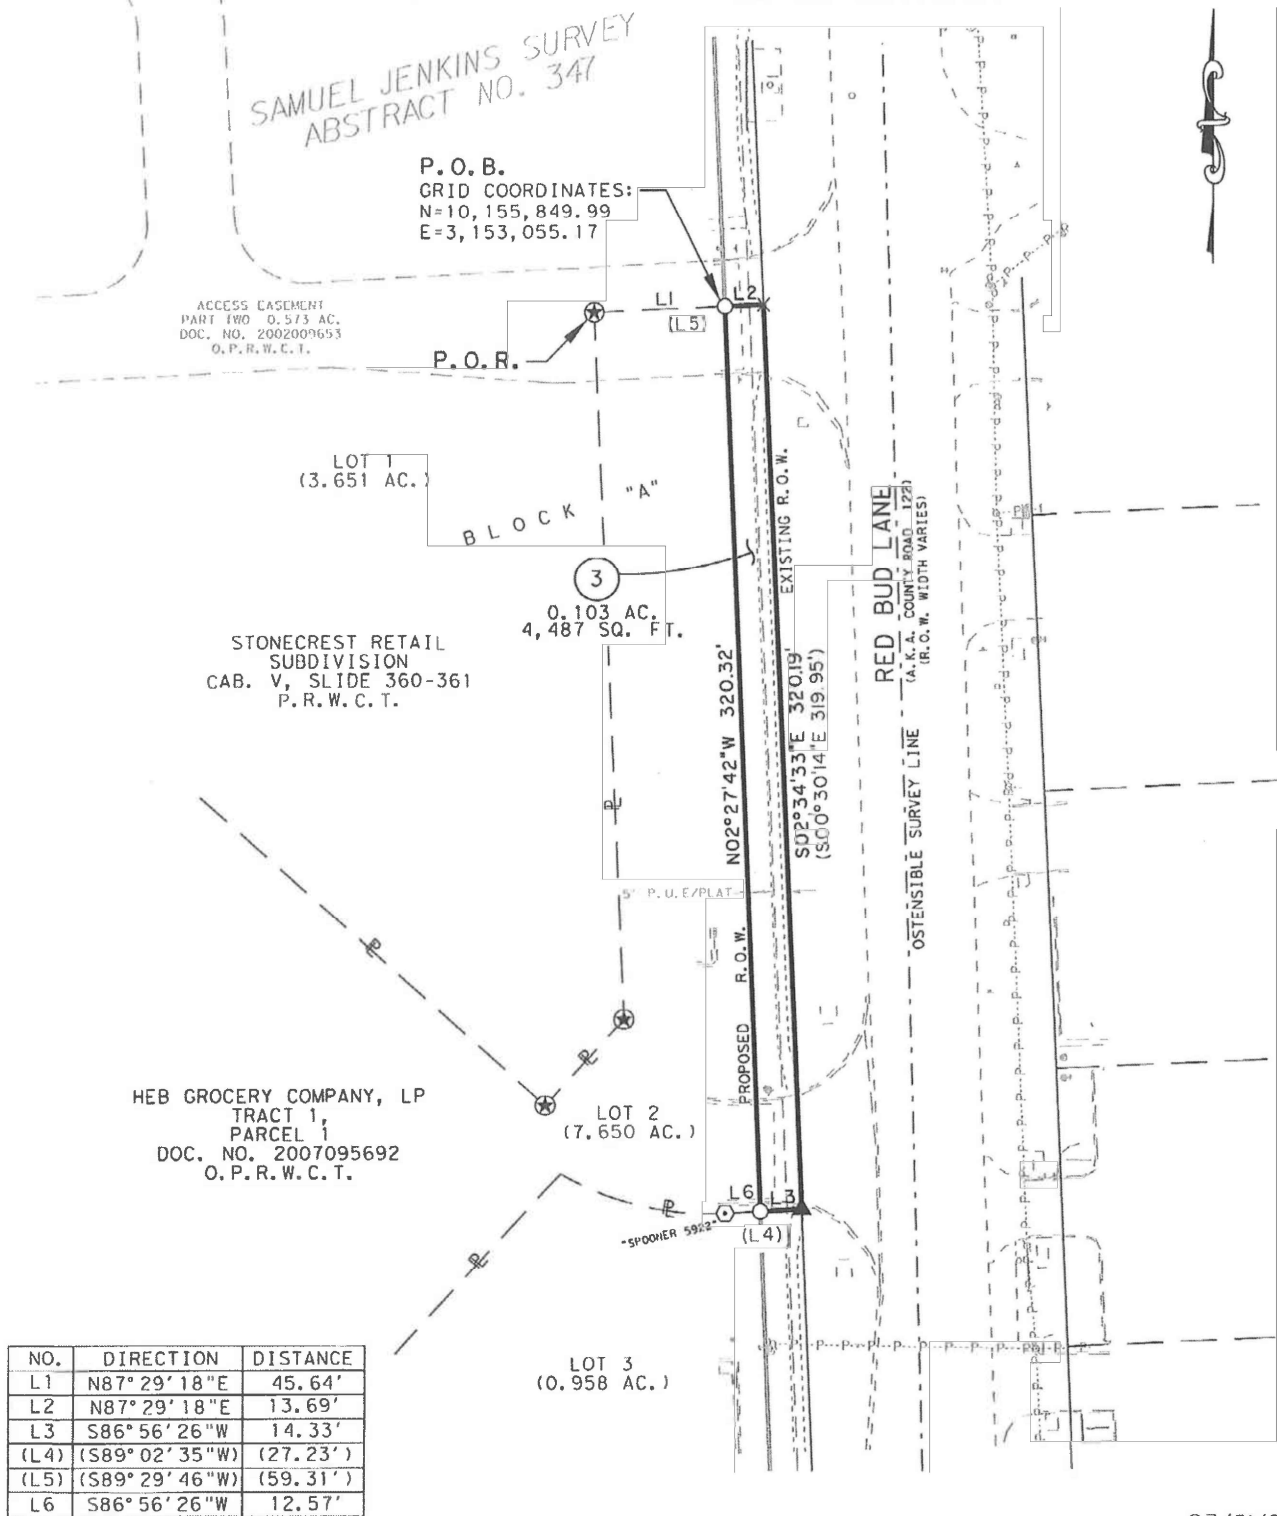 SAMUEL JENKINS SURVEY
ABSTRACT NO. 347
P.O.B.
GRID COORDINATES:
N=10,155,849.99
E=3,153,055.17
L1
L2
(L5)
P.O.R.
ACCESS EASEMENT
PART TWO 0.573 AC.
DOC. NO. 2002009653
O.P.R.W.C.T.
LOT 1
(3.651 AC.)
BLOCK "A"
3
0.103 AC.
4,487 SQ. FT.
STONECREST RETAIL
SUBDIVISION
CAB. V, SLIDE 360-361
P.R.W.C.T.
EXISTING R.O.W.
N02°27'42"W 320.32'
S02°34'33"E 320.19'
(S00°30'14"E 319.95')
RED BUD LANE
(A.K.A. COUNTY ROAD 122)
(R.O.W. WIDTH VARIES)
OSTENSIBLE SURVEY LINE
5' P.U.E/PLAT
PROPOSED R.O.W.
HEB GROCERY COMPANY, LP
TRACT 1,
PARCEL 1
DOC. NO. 2007095692
O.P.R.W.C.T.
LOT 2
(7.650 AC.)
L6
L3
"SPOONER 5922"
(L4)
LOT 3
(0.958 AC.)
NO. DIRECTION DISTANCE
L1 N87°29'18"E 45.64'
L2 N87°29'18"E 13.69'
L3 S86°56'26"W 14.33'
(L4) (S89°02'35"W) (27.23')
(L5) (S89°29'46"W) (59.31')
L6 S86°56'26"W 12.57'